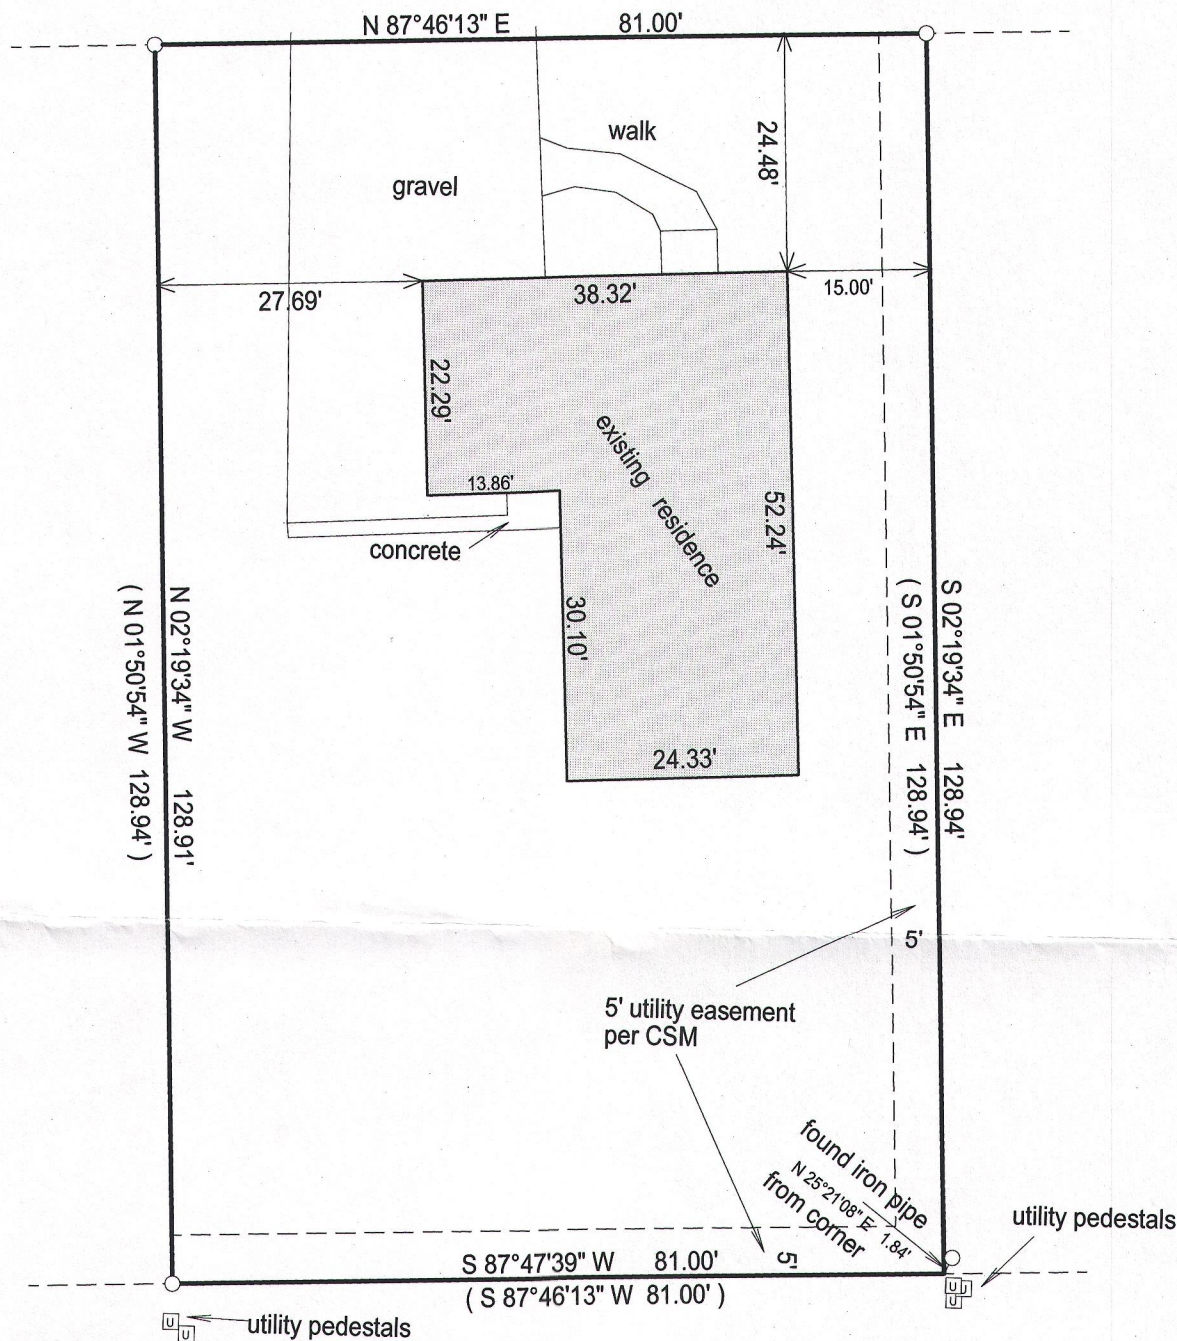 N 87°46'13" E 81.00'
walk
24.48'
gravel
27.69'
38.32'
15.00'
22.29'
existing residence
13.86'
52.24'
concrete
30.10'
24.33'
N 02°19'34" W 128.91'
( N 01°50'54" W 128.94' )
S 02°19'34" E 128.94'
( S 01°50'54" E 128.94' )
5'
5' utility easement
per CSM
found iron pipe
N 25°21'08" E 1.84'
from corner
utility pedestals
S 87°47'39" W 81.00'
5'
( S 87°46'13" W 81.00' )
U
U
U
U
U
utility pedestals